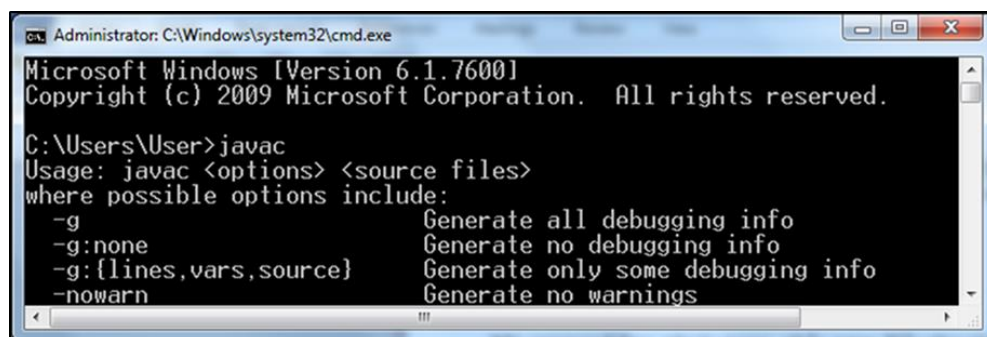 Administrator: C:\Windows\system32\cmd.exe
Microsoft Windows [Version 6.1.7600]
Copyright (c) 2009 Microsoft Corporation.  All rights reserved.
C:\Users\User>javac
Usage: javac <options> <source files>
where possible options include:
  -g                         Generate all debugging info
  -g:none                    Generate no debugging info
  -g:{lines,vars,source}     Generate only some debugging info
  -nowarn                    Generate no warnings